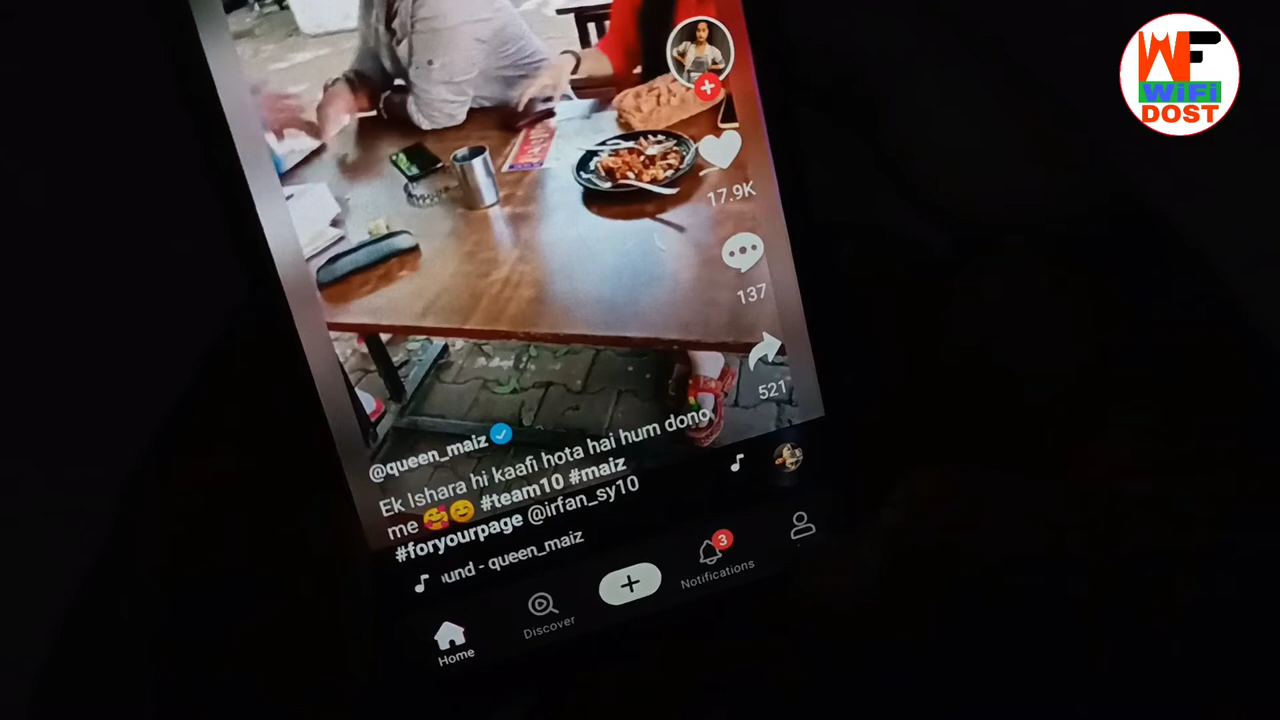 WF
WiFi
DOST
17.9K
137
521
@queen_maiz
Ek Ishara hi kaafi hota hai hum dono
me 🥰😊 #team10 #maiz
#foryourpage @irfan_sy10
ound - queen_maiz
3
Home
Discover
Notifications